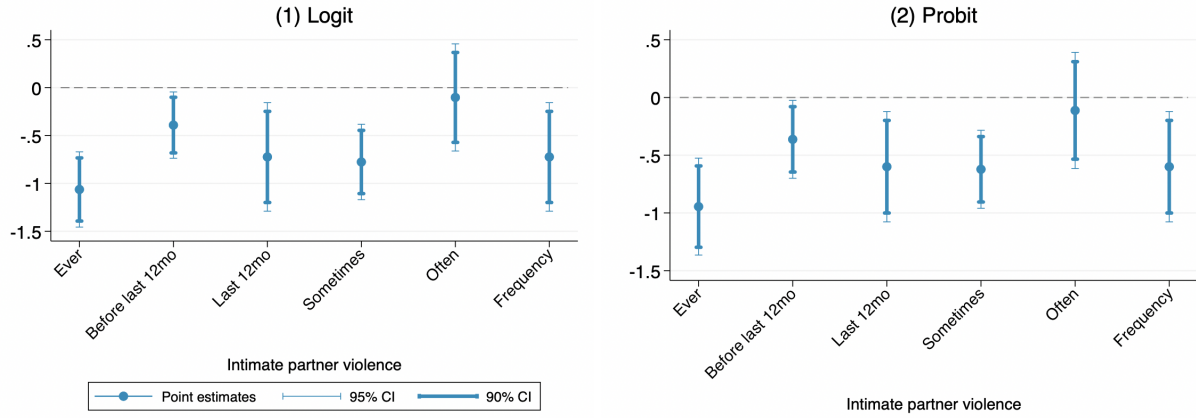 (1) Logit
.5
0
-.5
-1
-1.5
Ever
Before last 12mo
Last 12mo
Sometimes
Often
Frequency
Intimate partner violence
Point estimates 95% CI 90% CI
(2) Probit
.5
0
-.5
-1
-1.5
Ever
Before last 12mo
Last 12mo
Sometimes
Often
Frequency
Intimate partner violence